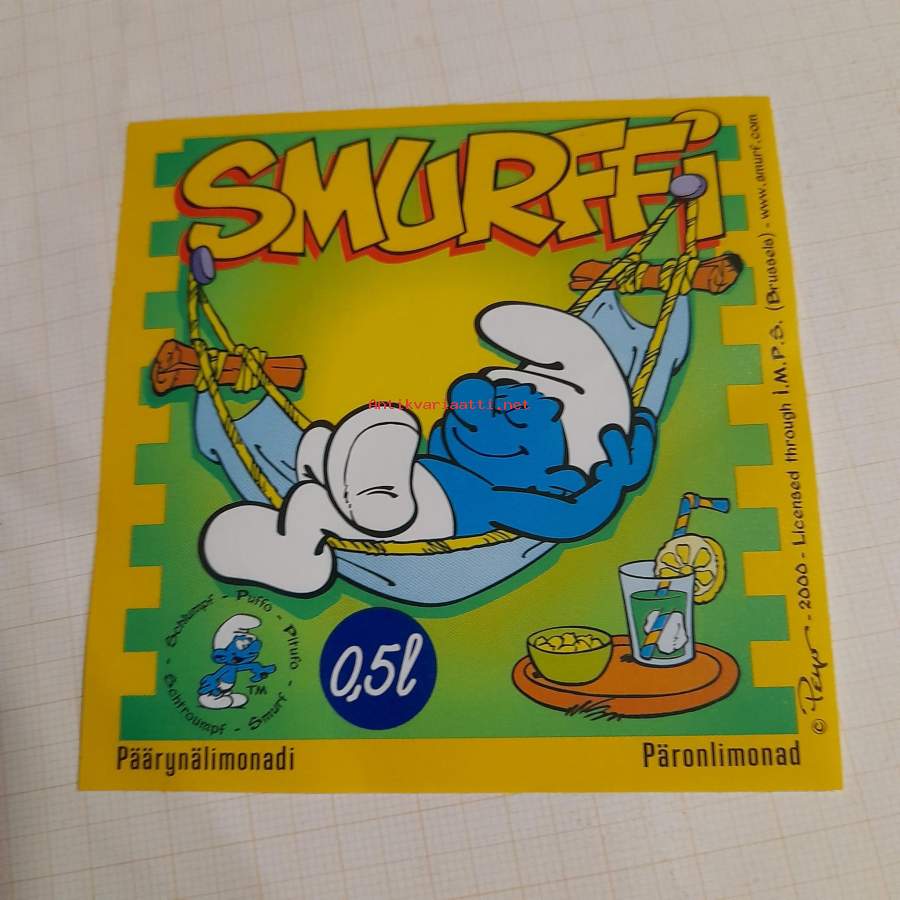 SMURFFi
Antikvariaatti.net
© Peyo - 2000 - Licensed through I.M.P.S. (Brussels) - www.smurf.com
- Schlumpf - Puffo - Pitufo - Smurf - Schtroumpf
TM
0,5l
Päärynälimonadi
Päronlimonad